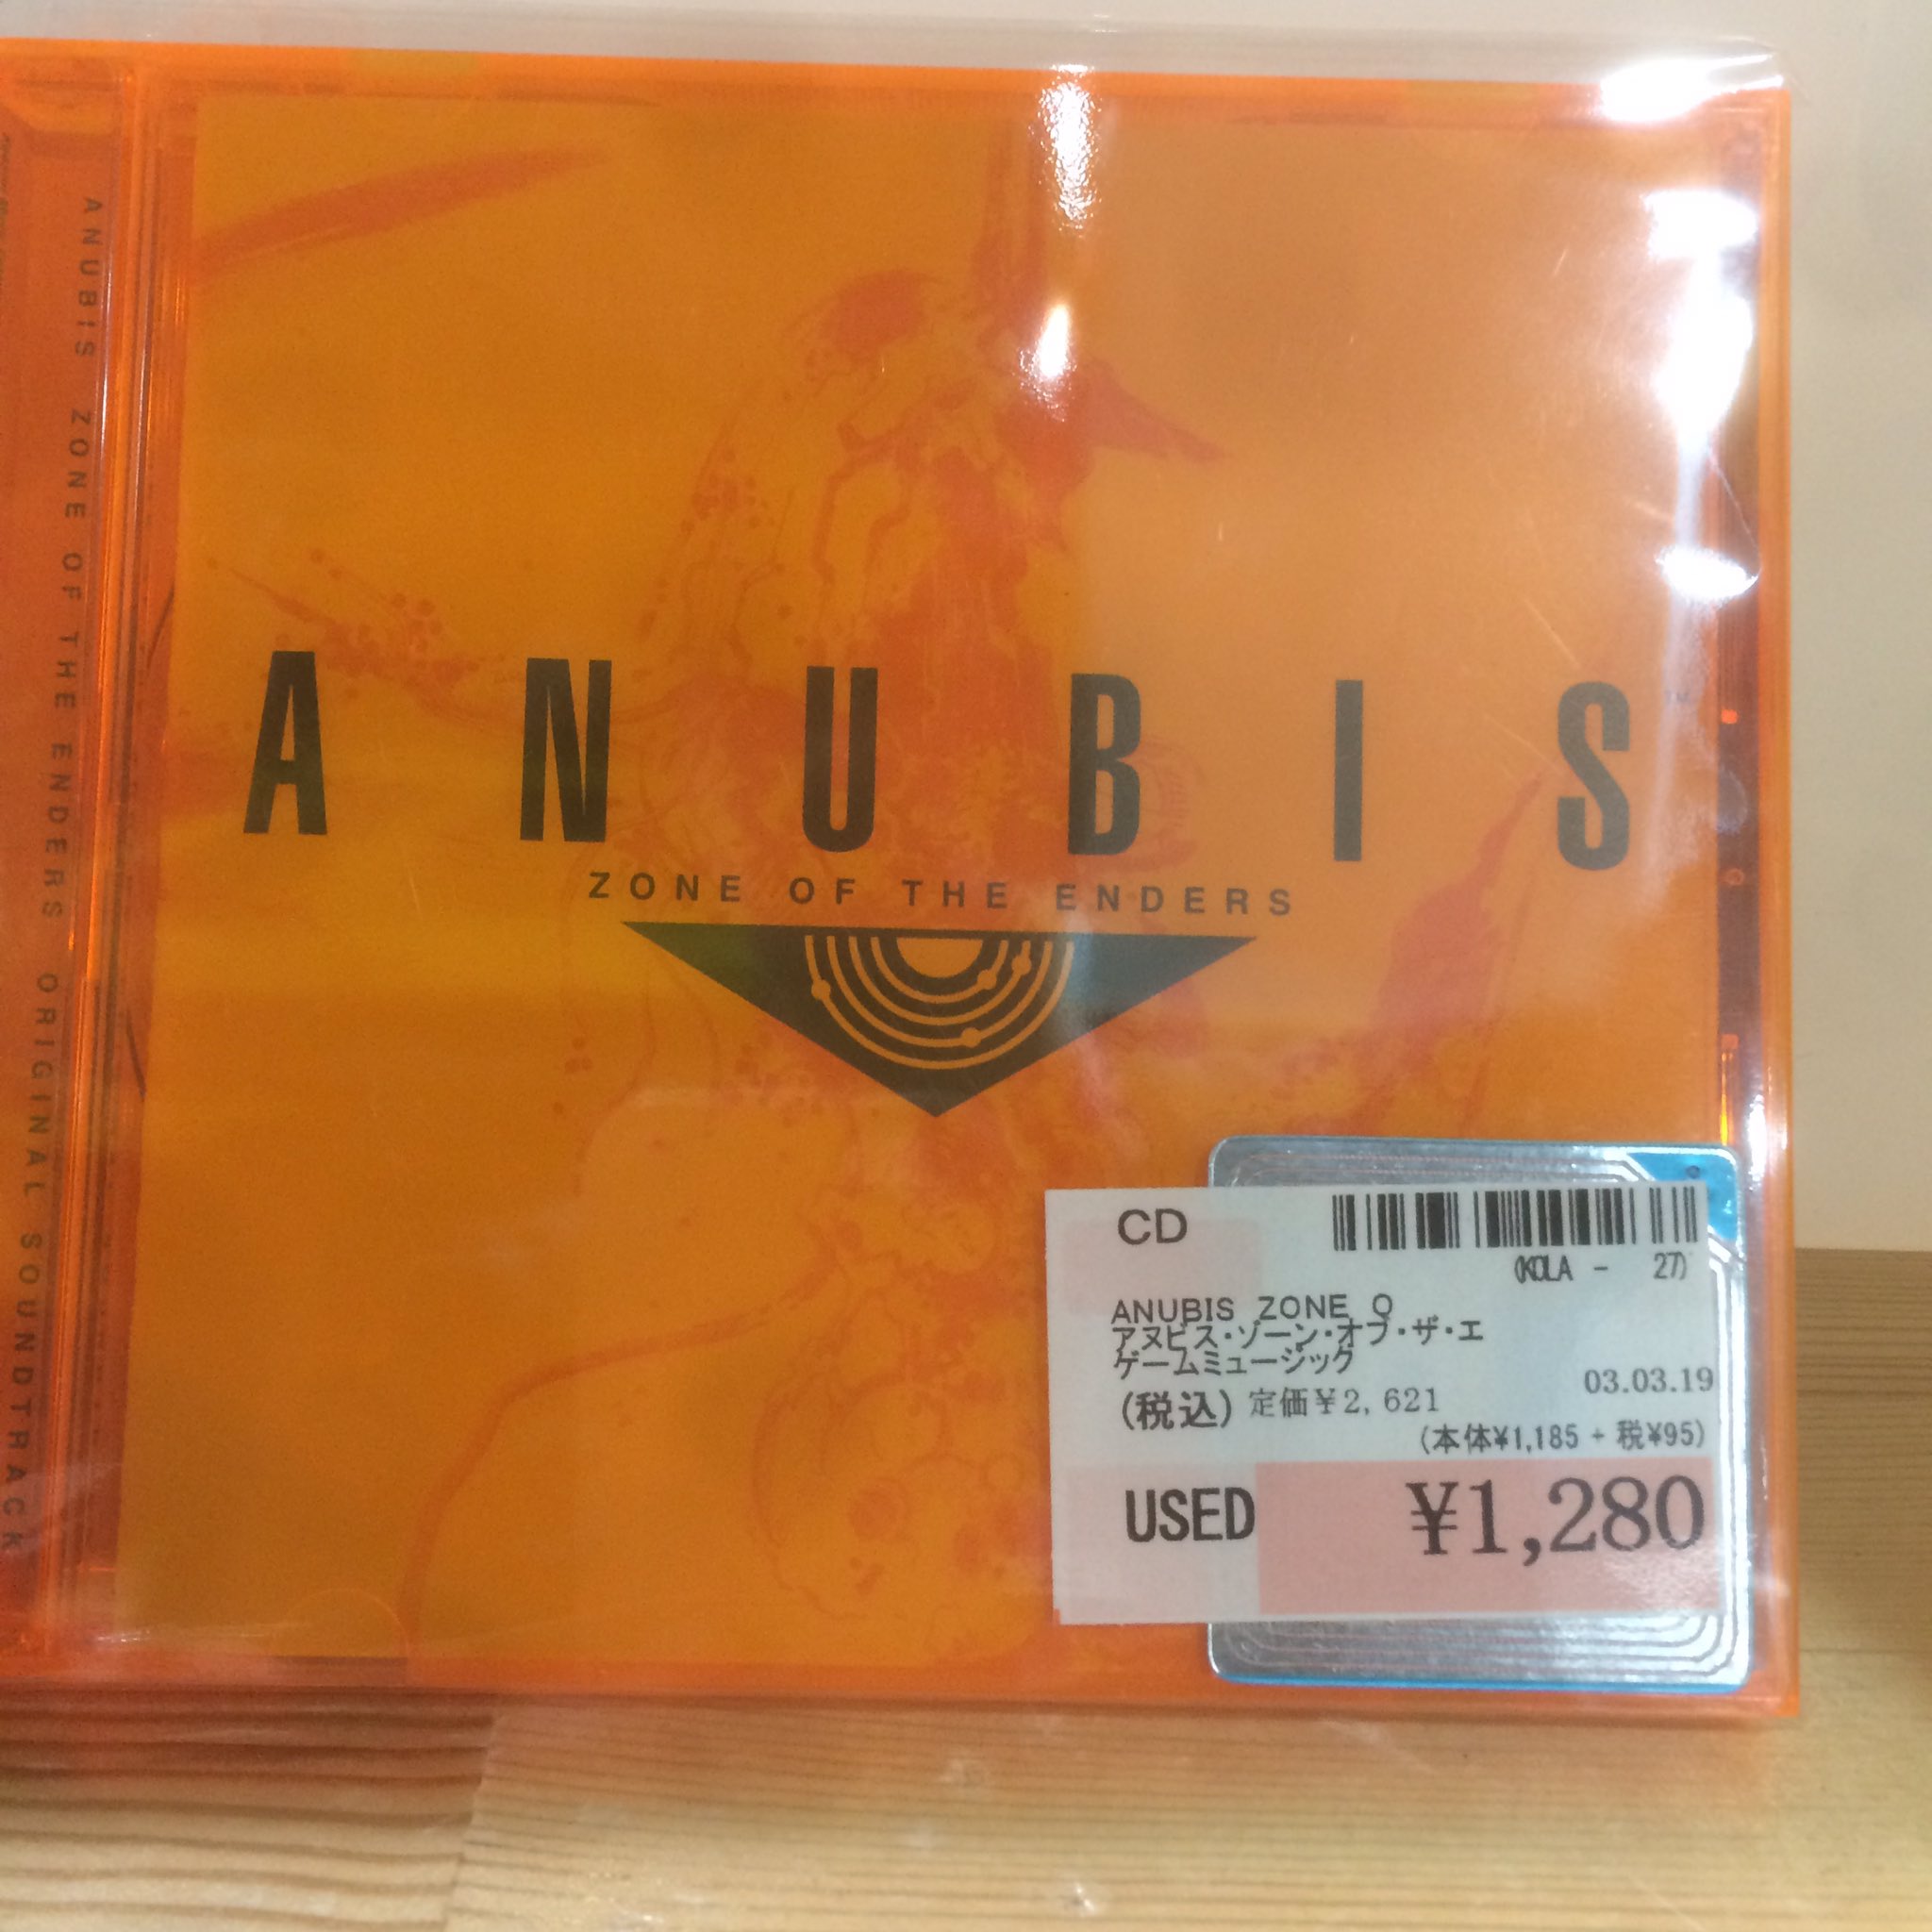 ANUBIS ZONE OF THE ENDERS ORIGINAL SOUNDTRACK
ANUBIS
ZONE OF THE ENDERS
CD
(KOLA - 27)
ANUBIS ZONE O
アヌビス・ゾーン・オブ・ザ・エ
ゲームミュージック
03.03.19
(税込) 定価¥2,621
(本体¥1,185 + 税¥95)
USED ¥1,280